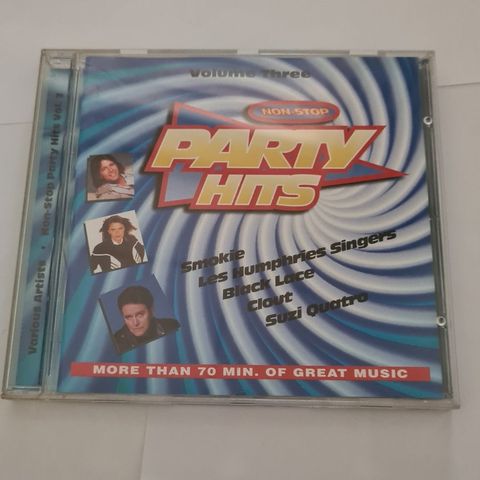 Volume Three
NON-STOP
PARTY
HITS
Smokie
Les Humphries Singers
Black Lace
Clout
Suzi Quatro
MORE THAN 70 MIN. OF GREAT MUSIC
Various Artists • Non-Stop Party Hits Vol. 3